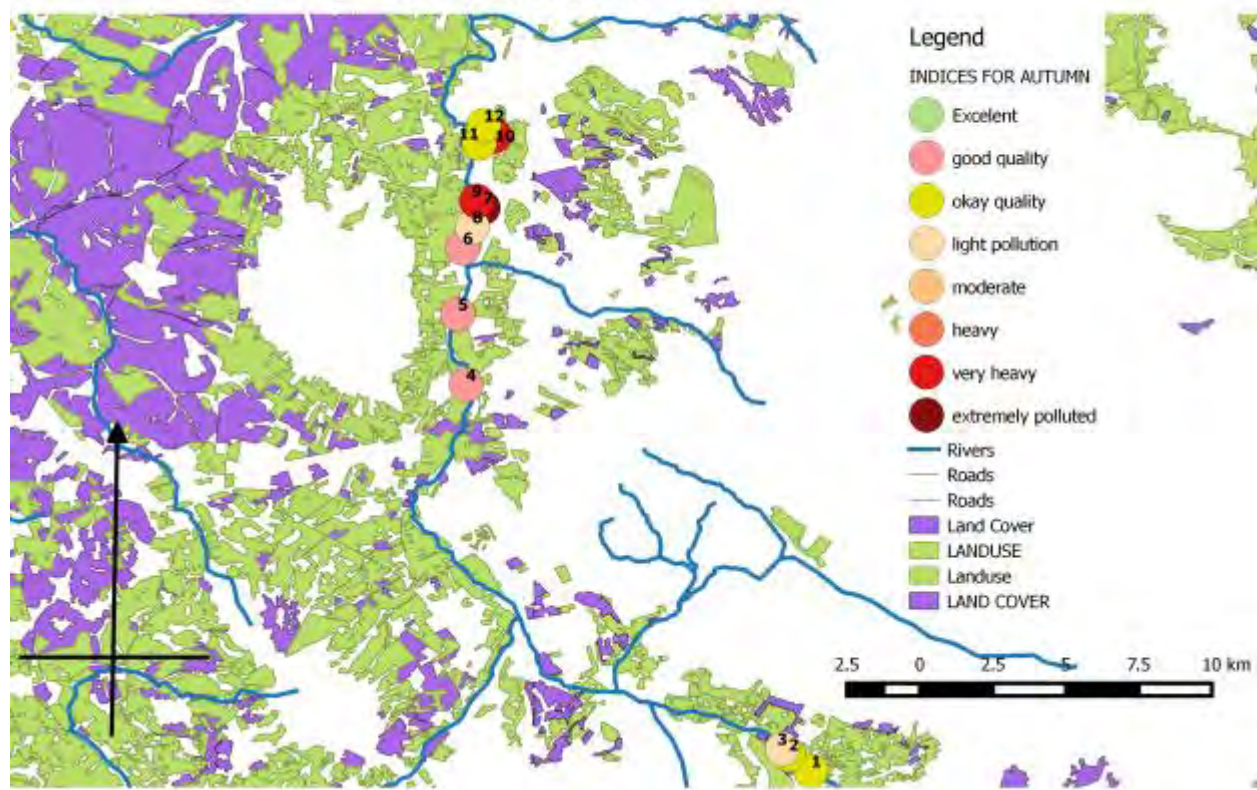 Legend
INDICES FOR AUTUMN
Excelent
good quality
okay quality
light pollution
moderate
heavy
very heavy
extremely polluted
Rivers
Roads
Roads
Land Cover
LANDUSE
Landuse
LAND COVER
12
11 10
9
7
8
6
5
4
2.5 0 2.5 5 7.5 10 km
3 2
1